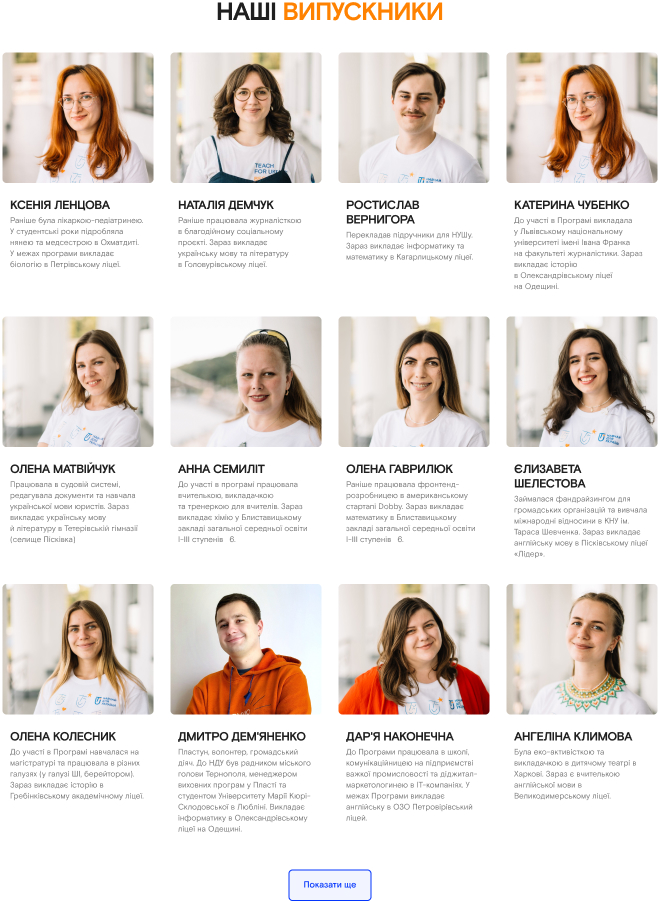 НАШІ ВИПУСКНИКИ
TEACH
FOR UKR
КСЕНІЯ ЛЕНЦОВА
Раніше була лікаркою-педіатринею.
У студентські роки підробляла
нянею та медсестрою в Охматдиті.
У межах програми викладає
біологію в Петрівському ліцеї.
НАТАЛІЯ ДЕМЧУК
Раніше працювала журналісткою
в благодійному соціальному
проєкті. Зараз викладає
українську мову та літературу
в Гоголурівському ліцеї.
РОСТИСЛАВ
ВЕРНИГОРА
Перекладав підручники для НУШу.
Зараз викладає інформатику та
математику в Кагарлицькому ліцеї.
КАТЕРИНА ЧУБЕНКО
До участі в Програмі викладала
у Львівському національному
університеті імені Івана Франка
на факультеті журналістики. Зараз
викладає історію
в Олександрівському ліцеї
на Одещині.
ОЛЕНА МАТВІЙЧУК
Працювала в судовій системі,
редагувала документи та навчала
української мови юристів. Зараз
викладає українську мову
й літературу в Тетерівській гімназії
(селище Пісківка)
АННА СЕМИЛІТ
До участі в програмі працювала
вчителькою, викладачкою
та тренеркою для вчителів. Зараз
викладає хімію у Блиставицькому
закладі загальної середньої освіти
І-ІІІ ступенів 6.
ОЛЕНА ГАВРИЛЮК
Раніше працювала фронтенд-
розробницею в американському
стартапі Dobby. Зараз викладає
математику в Блиставицькому
закладі загальної середньої освіти
І-ІІІ ступенів 6.
ЄЛИЗАВЕТА
ШЕЛЕСТОВА
Займалася фандрайзингом для
громадських організацій та вивчала
міжнародні відносини в КНУ ім.
Тараса Шевченка. Зараз викладає
англійську мову в Пісківському ліцеї
«Лідер».
ОЛЕНА КОЛЕСНИК
До участі в Програмі навчалася на
магістратурі та працювала в різних
галузях (у галузі ШІ, берейтором).
Зараз викладає історію в
Гребінківському академічному ліцеї.
ДМИТРО ДЕМ'ЯНЕНКО
Пластун, волонтер, громадський
діяч. До НДУ був радником міського
голови Тернополя, менеджером
виховних програм у Пласті та
студентом Університету Марії Кюрі-
Склодовської в Любліні. Викладає
інформатику в Олександрівському
ліцеї на Одещині.
ДАР'Я НАКОНЕЧНА
До Програми працювала в школі,
комунікаційницею на підприємстві
важкої промисловості та діджитал-
маркетологинею в ІТ-компаніях. У
межах Програми викладає
англійську в ОЗО Петровірівський
ліцей.
АНГЕЛІНА КЛИМОВА
Була еко-активісткою та
викладачкою в дитячому театрі в
Харкові. Зараз є вчителькою
англійської мови в
Великодимерському ліцеї.
Показати ще